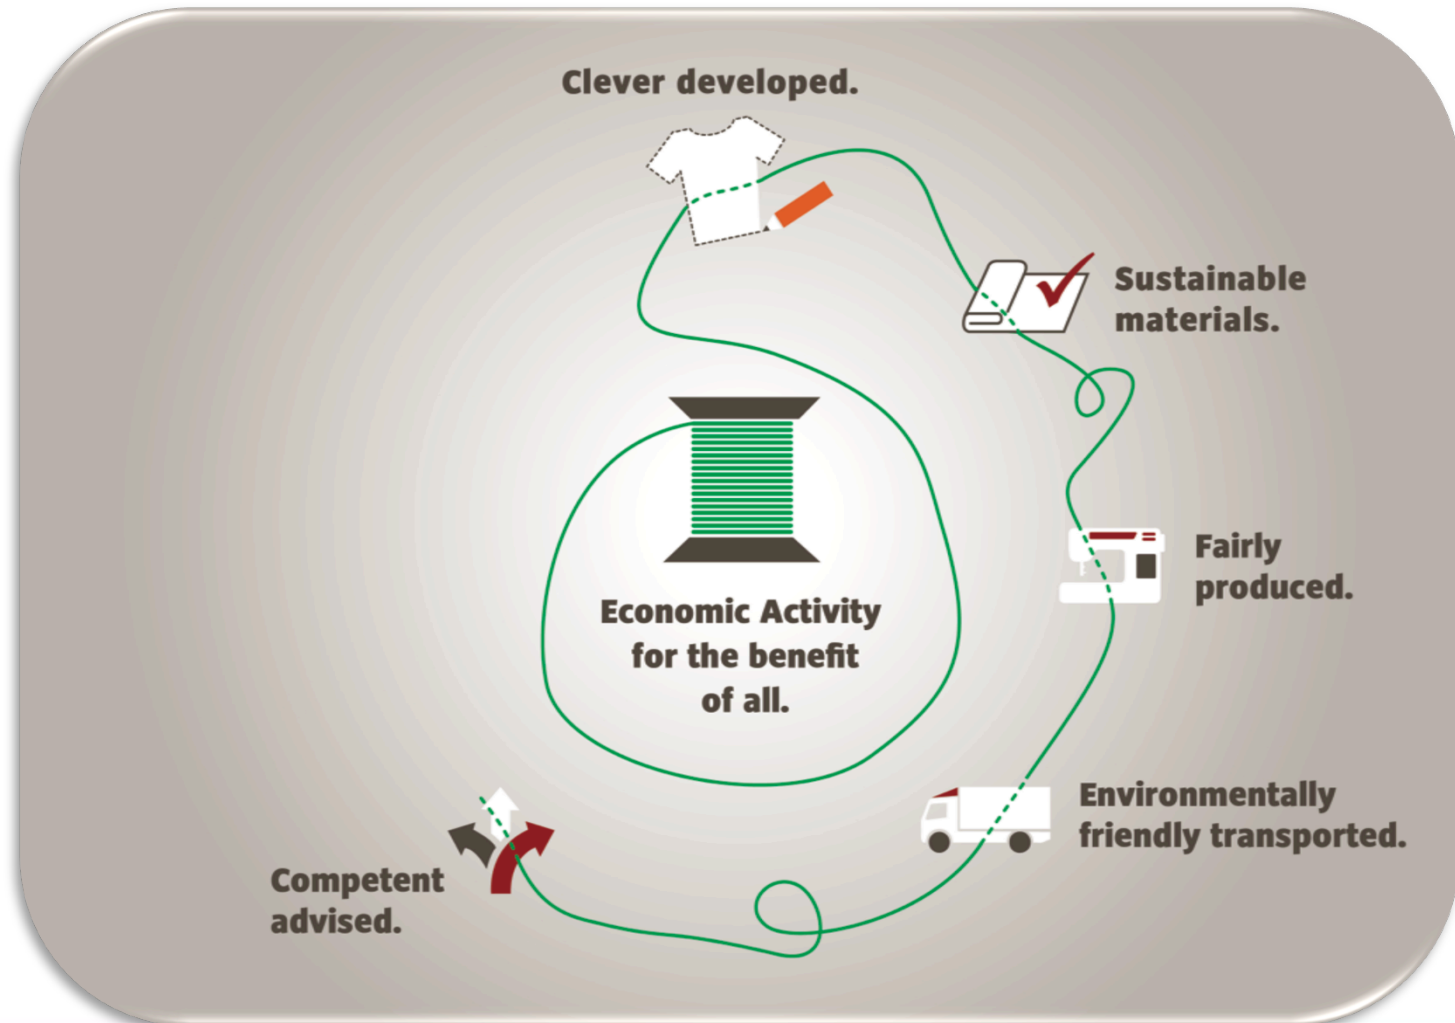 Clever developed.
Sustainable
materials.
Fairly
produced.
Economic Activity
for the benefit
of all.
Environmentally
friendly transported.
Competent
advised.